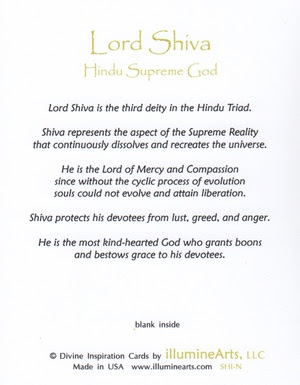 Lord Shiva
Hindu Supreme God
Lord Shiva is the third deity in the Hindu Triad.
Shiva represents the aspect of the Supreme Reality
that continuously dissolves and recreates the universe.
He is the Lord of Mercy and Compassion
since without the cyclic process of evolution
souls could not evolve and attain liberation.
Shiva protects his devotees from lust, greed, and anger.
He is the most kind-hearted God who grants boons
and bestows grace to his devotees.
blank inside
© Divine Inspiration Cards by illumineArts, LLC
Made in USA www.illuminearts.com SHI-N